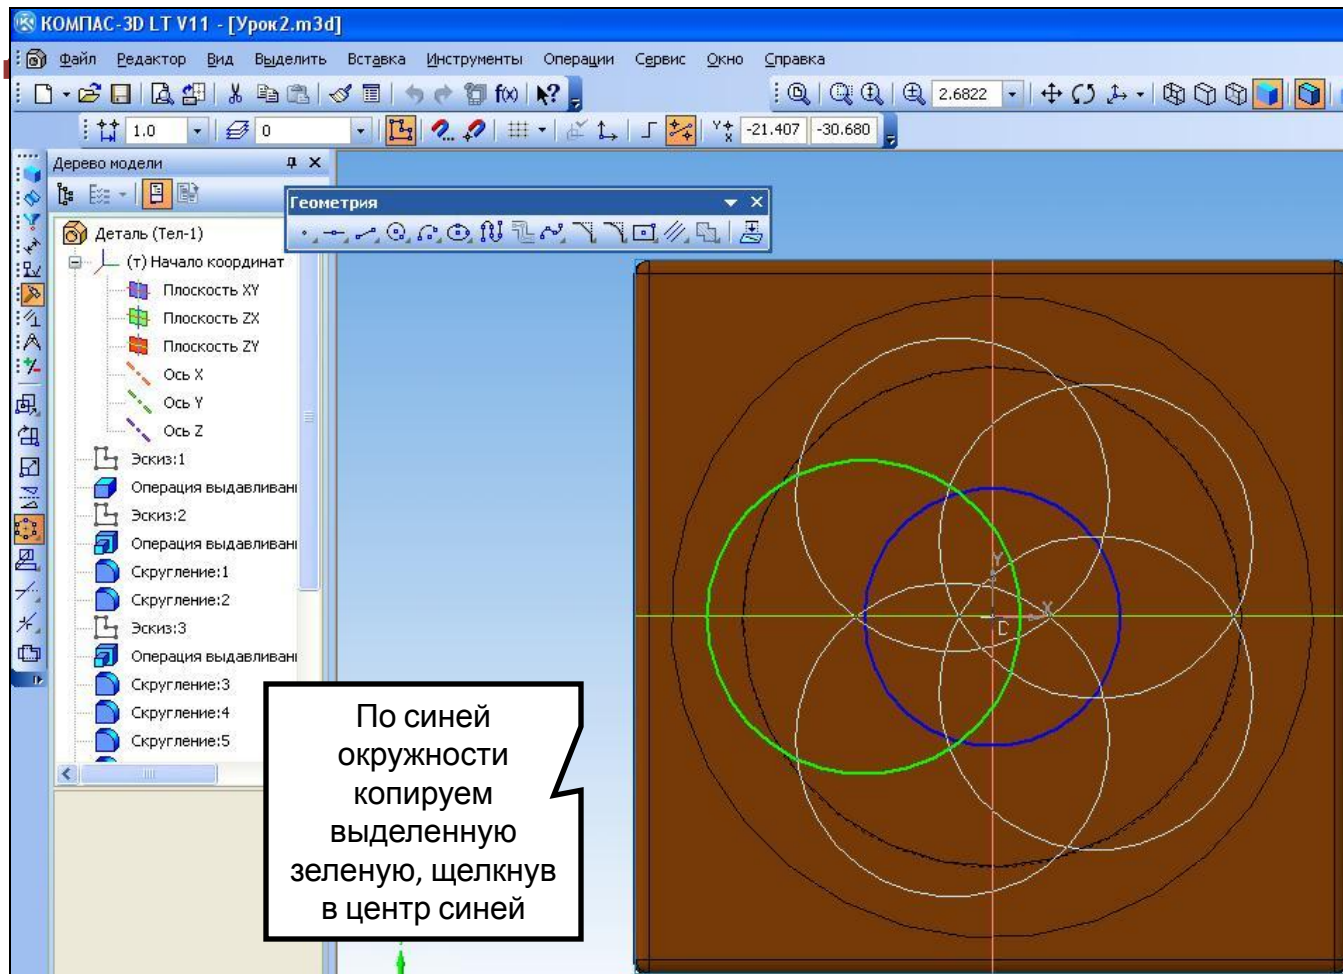 КОМПАС-3D LT V11 - [Урок2.m3d]
Файл Редактор Вид Выделить Вставка Инструменты Операции Сервис Окно Справка
f(x) 2.6822
1.0 0 -21.407 -30.680
Дерево модели
Геометрия
Деталь (Тел-1)
(т) Начало координат
Плоскость XY
Плоскость ZX
Плоскость ZY
Ось X
Ось Y
Ось Z
Эскиз:1
Операция выдавливани
Эскиз:2
Операция выдавливани
Скругление:1
Скругление:2
Эскиз:3
Операция выдавливани
Скругление:3
Скругление:4
Скругление:5
Y
X
По синей
окружности
копируем
выделенную
зеленую, щелкнув
в центр синей